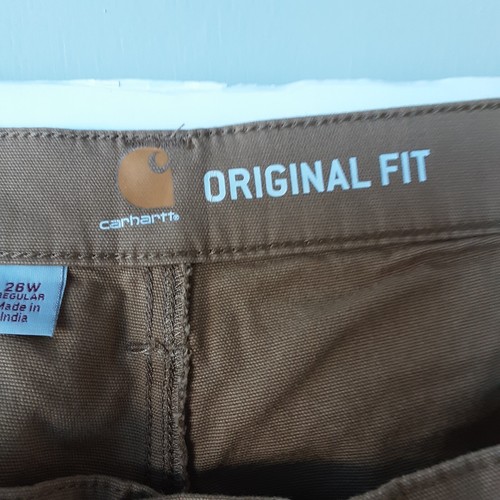 ORIGINAL FIT
carhartt®
26W
REGULAR
Made in
India